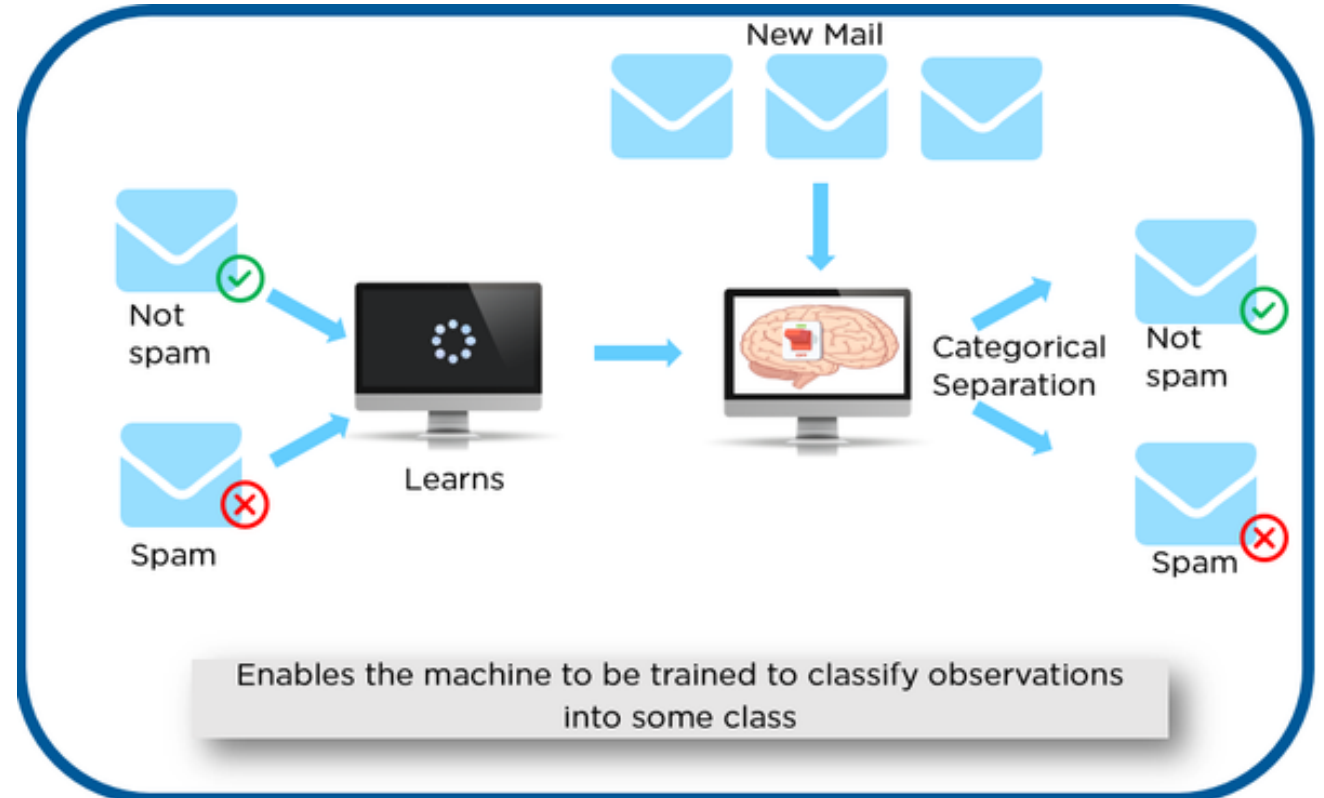 New Mail
Not
spam
Spam
Learns
Categorical
Separation
Not
spam
Spam
Enables the machine to be trained to classify observations
into some class